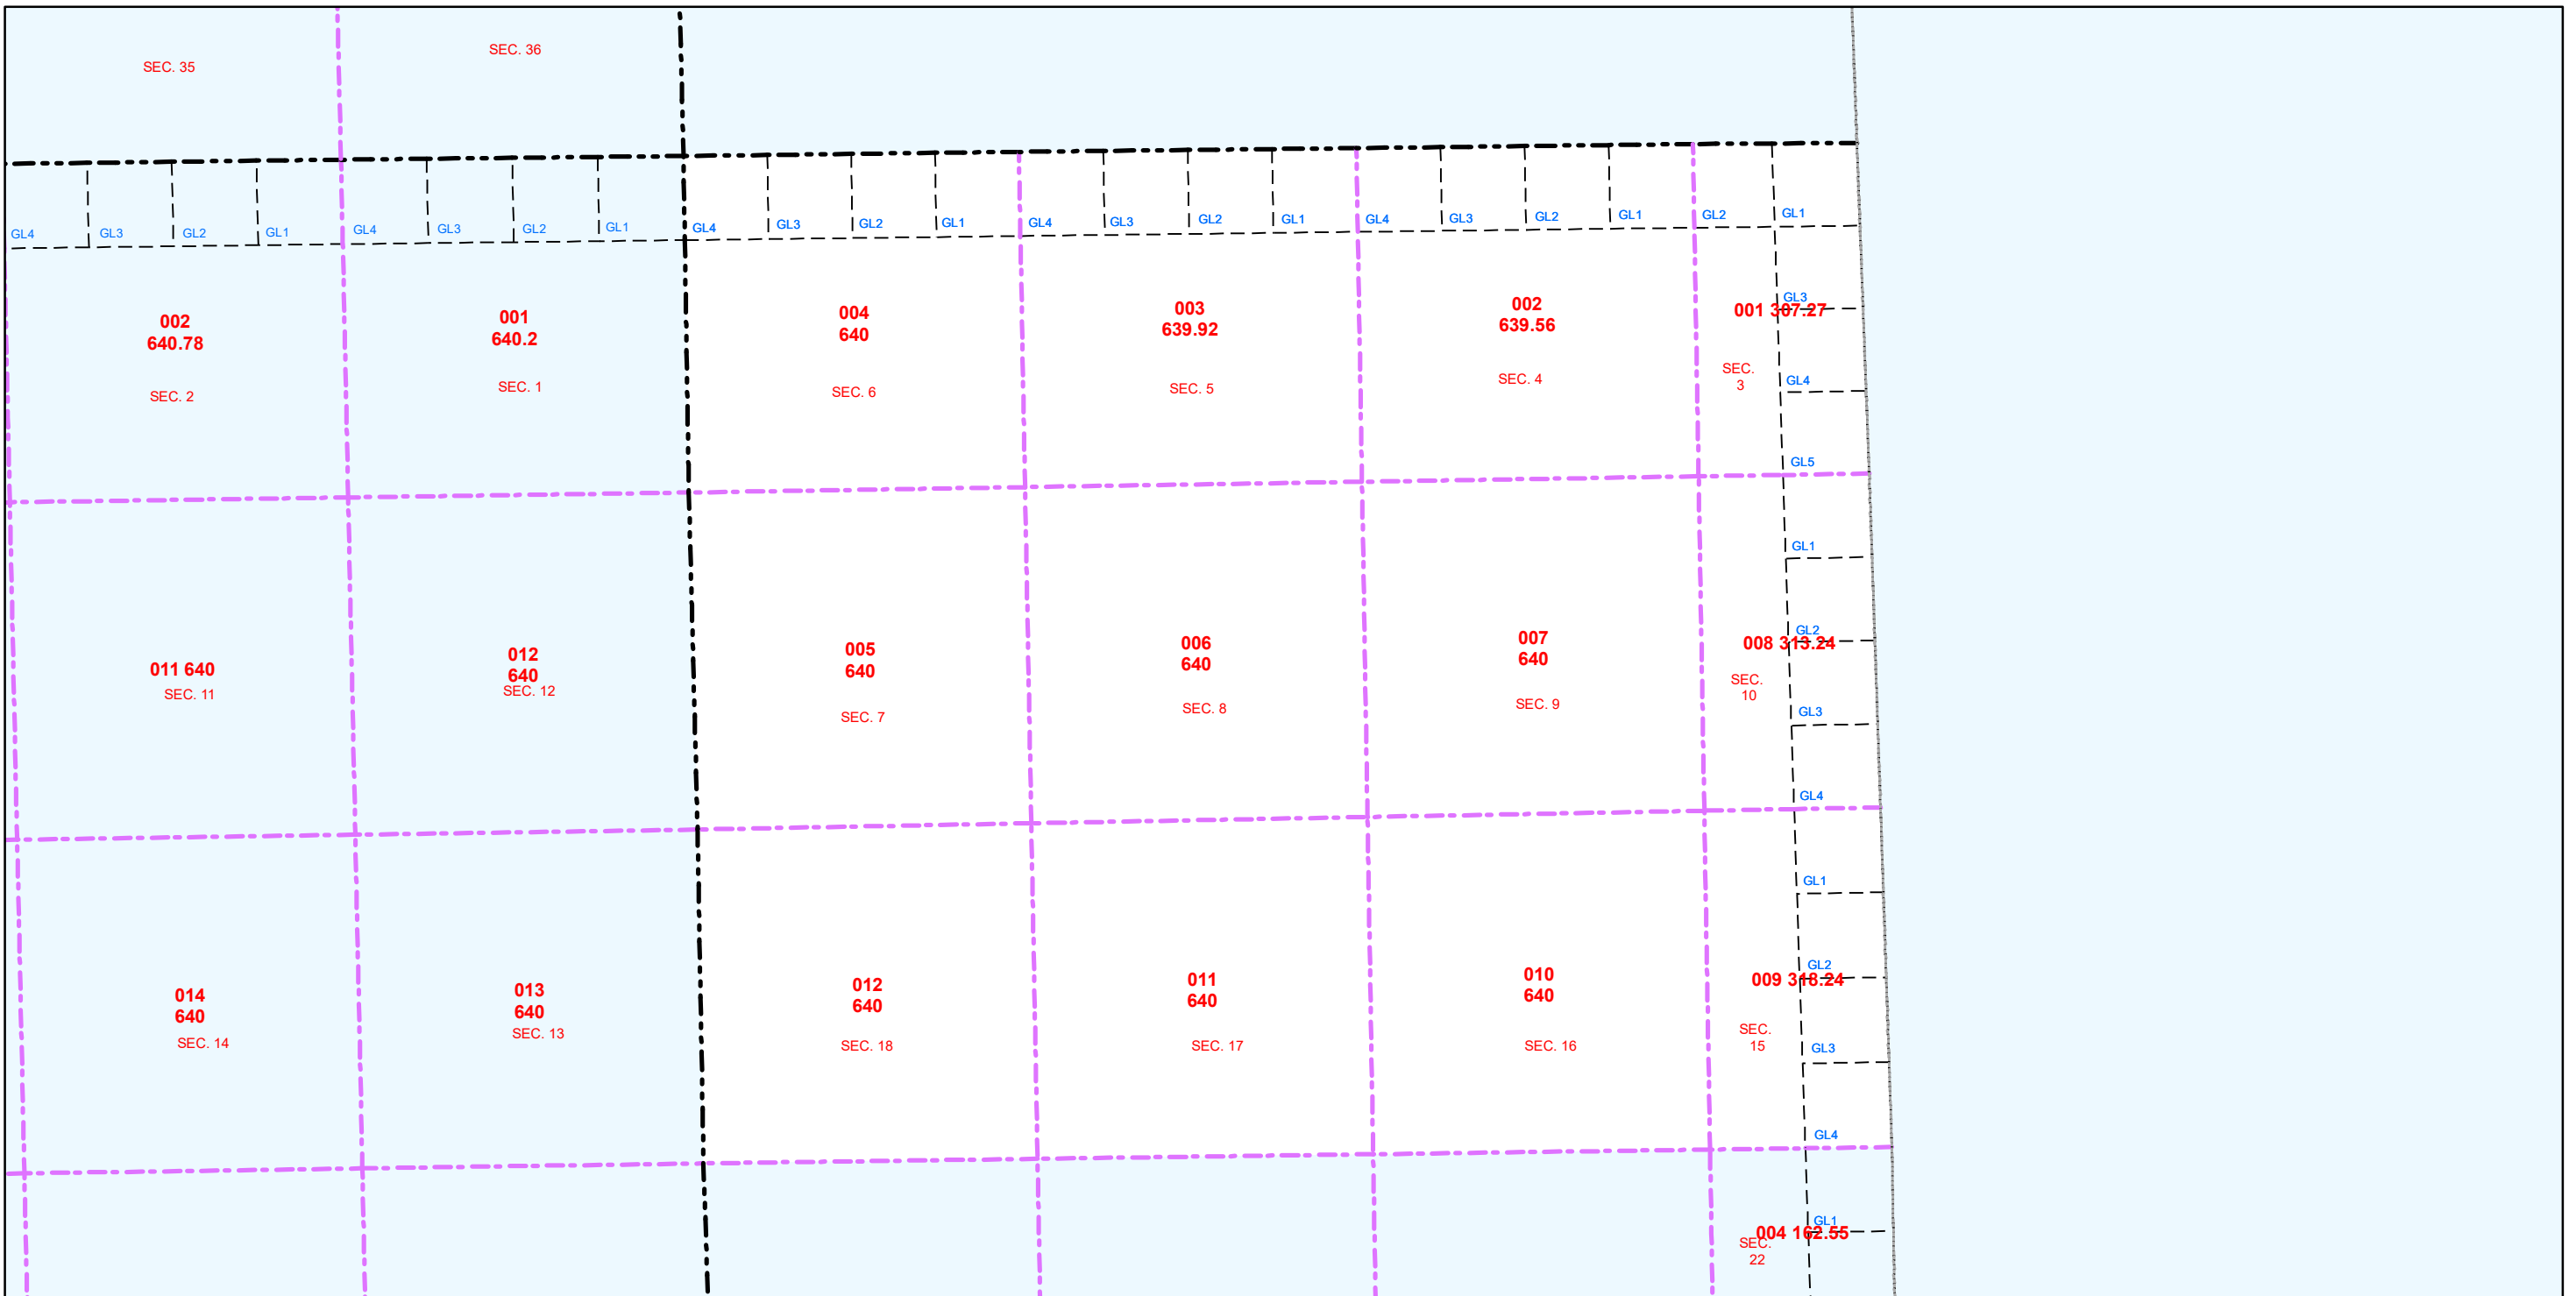 SEC. 35
SEC. 36
GL4
GL3
GL2
GL1
GL4
GL3
GL2
GL1
GL4
GL3
GL2
GL1
GL4
GL3
GL2
GL1
GL4
GL3
GL2
GL1
GL2
GL1
002
640.78
SEC. 2
001
640.2
SEC. 1
004
640
SEC. 6
003
639.92
SEC. 5
002
639.56
SEC. 4
GL3
001 307.27
SEC.
3
GL4
GL5
011 640
SEC. 11
012
640
SEC. 12
005
640
SEC. 7
006
640
SEC. 8
007
640
SEC. 9
GL1
GL2
008 313.24
SEC.
10
GL3
GL4
014
640
SEC. 14
013
640
SEC. 13
012
640
SEC. 18
011
640
SEC. 17
010
640
SEC. 16
GL1
GL2
009 318.24
SEC.
15
GL3
GL4
GL1
004 162.55
SEC.
22